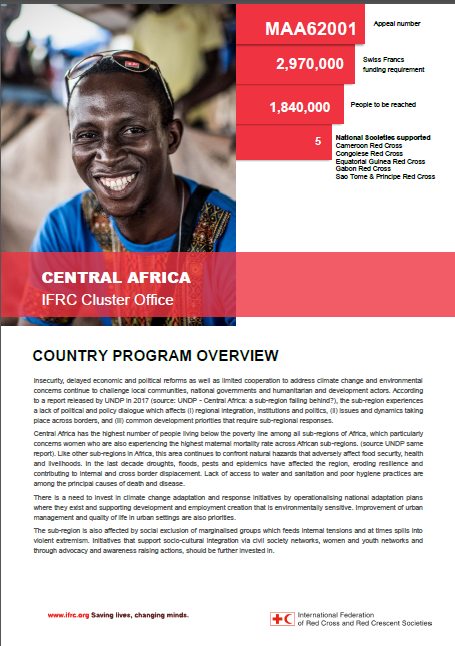 MAA62001
Appeal number
2,970,000
Swiss Francs
funding requirement
1,840,000
People to be reached
5
National Societies supported
Cameroon Red Cross
Congolese Red Cross
Equatorial Guinea Red Cross
Gabon Red Cross
Sao Tome & Principe Red Cross
CENTRAL AFRICA
IFRC Cluster Office
COUNTRY PROGRAM OVERVIEW
Insecurity, delayed economic and political reforms as well as limited cooperation to address climate change and environmental
concerns continue to challenge local communities, national governments and humanitarian and development actors. According
to a report released by UNDP in 2017 (source: UNDP - Central Africa: a sub-region falling behind?), the sub-region experiences
a lack of political and policy dialogue which affects (i) regional integration, institutions and politics, (ii) issues and dynamics taking
place across borders, and (iii) common development priorities that require sub-regional responses.
Central Africa has the highest number of people living below the poverty line among all sub-regions of Africa, which particularly
concerns women who are also experiencing the highest maternal mortality rate across African sub-regions. (source UNDP same
report). Like other sub-regions in Africa, this area continues to confront natural hazards that adversely affect food security, health
and livelihoods. In the last decade droughts, floods, pests and epidemics have affected the region, eroding resilience and
contributing to internal and cross border displacement. Lack of access to water and sanitation and poor hygiene practices are
among the principal causes of death and disease.
There is a need to invest in climate change adaptation and response initiatives by operationalising national adaptation plans
where they exist and supporting development and employment creation that is environmentally sensitive. Improvement of urban
management and quality of life in urban settings are also priorities.
The sub-region is also affected by social exclusion of marginalised groups which feeds internal tensions and at times spills into
violent extremism. Initiatives that support socio-cultural integration via civil society networks, women and youth networks and
through advocacy and awareness raising actions, should be further invested in.
www.ifrc.org Saving lives, changing minds.
International Federation
of Red Cross and Red Crescent Societies